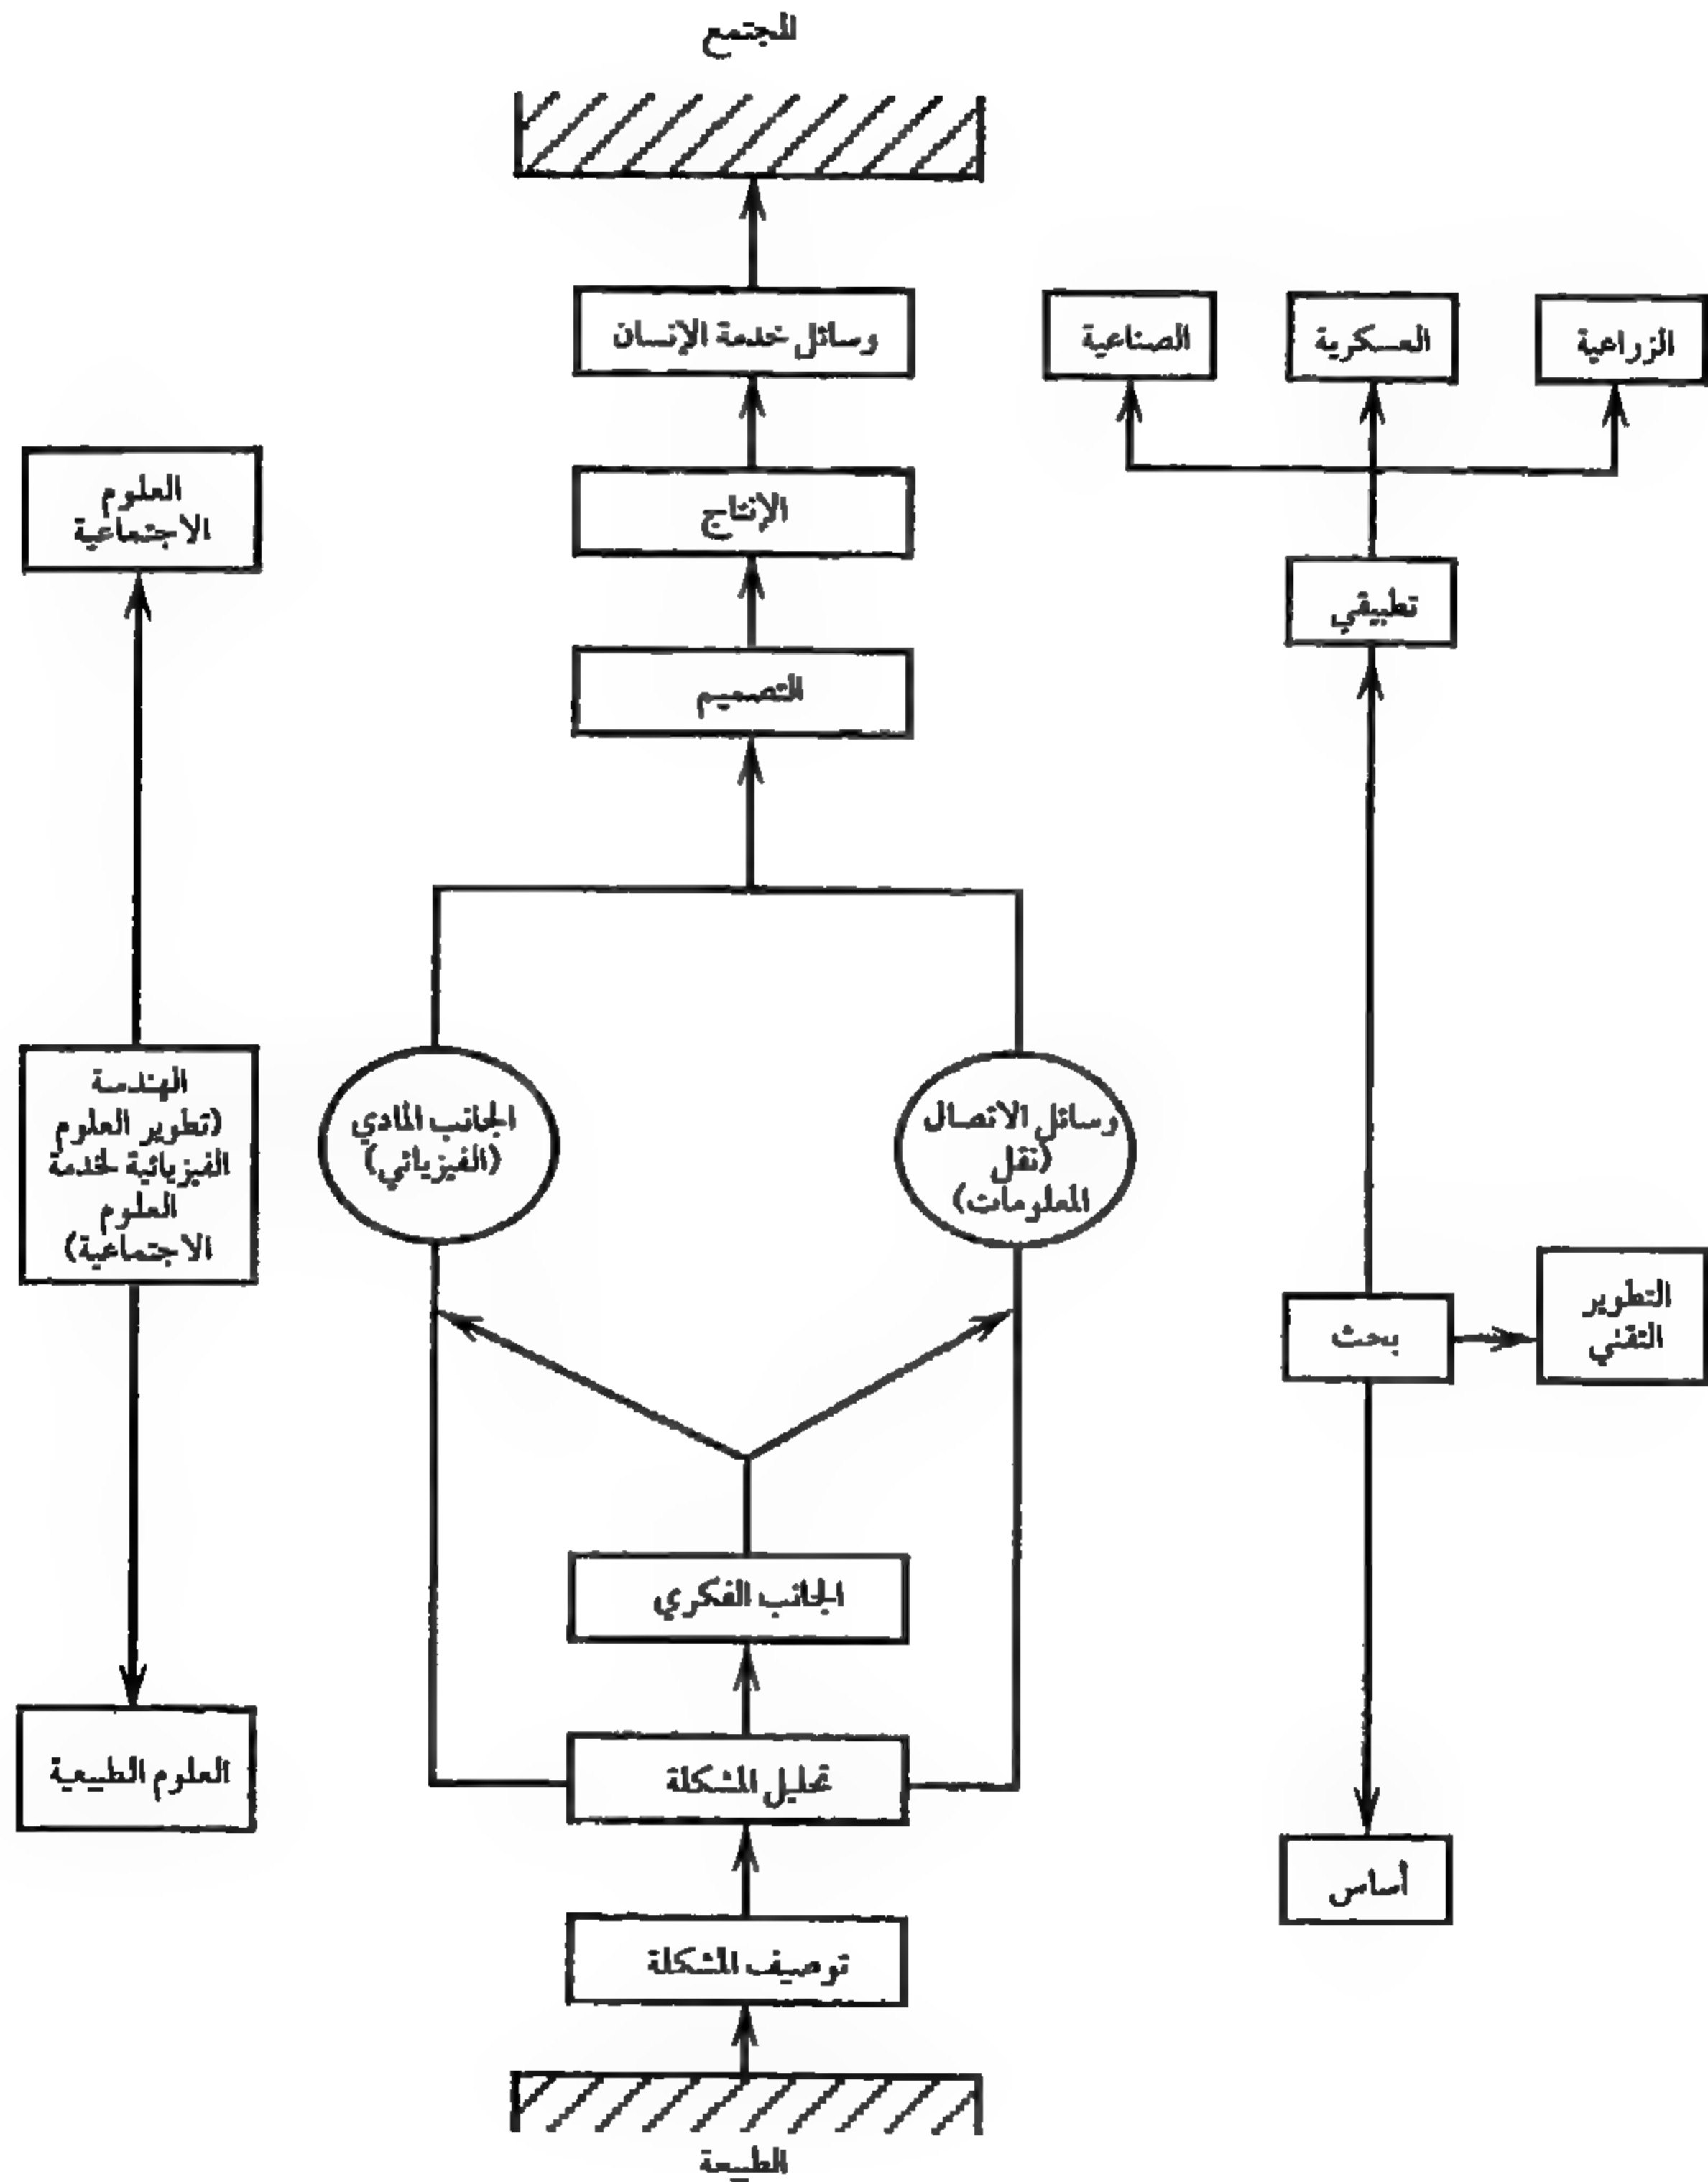 المجتمع
وسائل خدمة الإنسان
الصناعية
العسكرية
الزراعية
العلوم
الاجتماعية
الإنتاج
تطبيقي
التصميم
الهندسة
(تطوير العلوم
الفيزيائية لخدمة
العلوم
الاجتماعية)
الجانب المادي
(الفيزيائي)
وسائل الاتصال
(نقل
المعلومات)
التطوير
التقني
بحث
الجانب الفكري
العلوم الطبيعية
تحليل المشكلة
أساس
توصيف المشكلة
الطبيعة